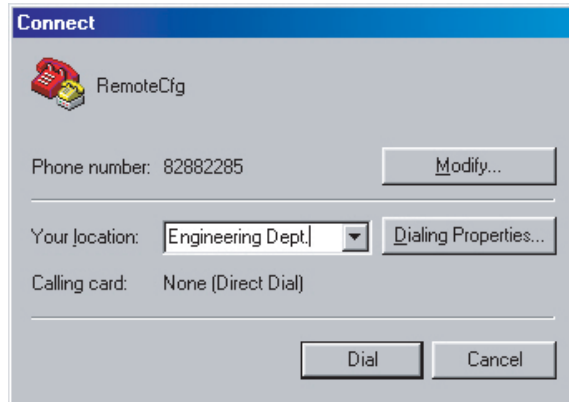 Connect
RemoteCfg
Phone number: 82882285 Modify...
Your location: Engineering Dept. Dialing Properties...
Calling card: None (Direct Dial)
Dial Cancel